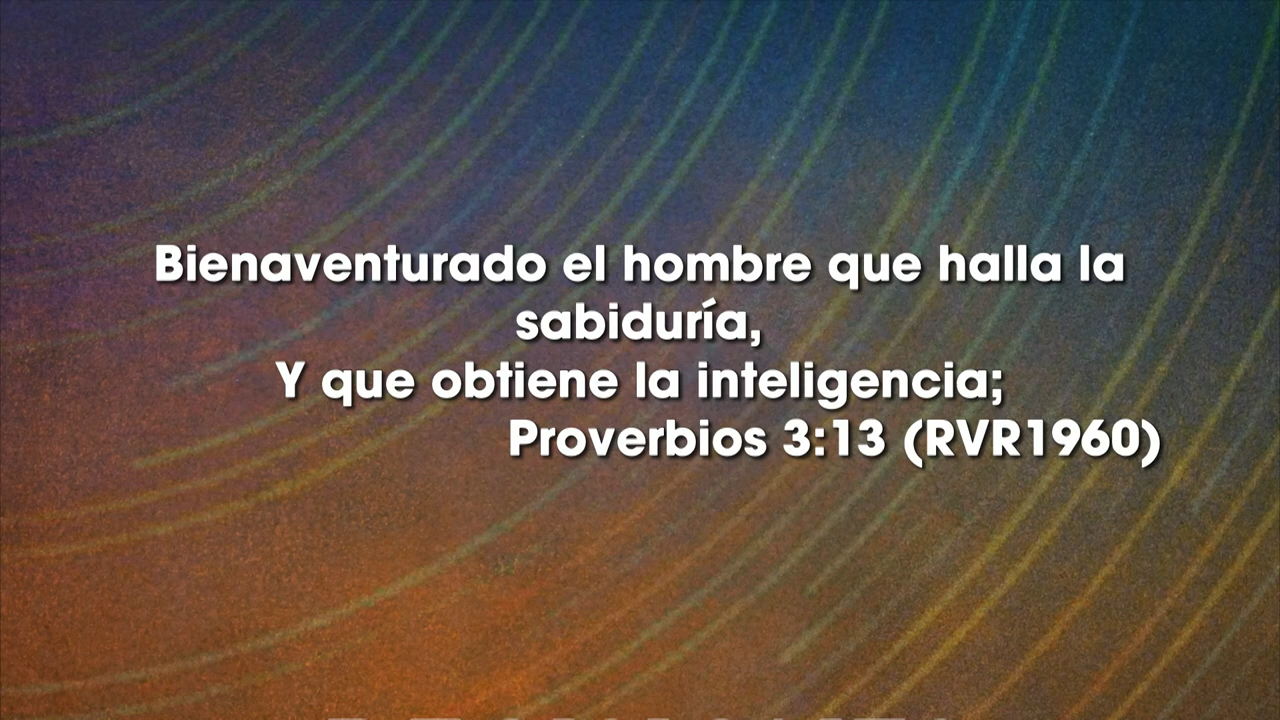 Bienaventurado el hombre que halla la
sabiduría,
Y que obtiene la inteligencia;
Proverbios 3:13 (RVR1960)